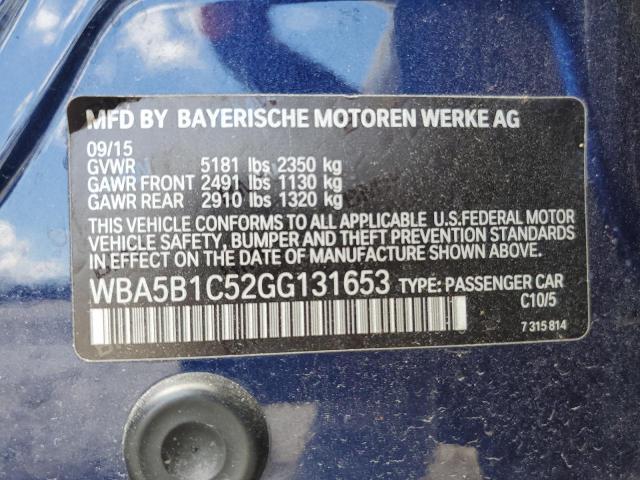 MFD BY BAYERISCHE MOTOREN WERKE AG
09/15
GVWR 5181 lbs 2350 kg
GAWR FRONT 2491 lbs 1130 kg
GAWR REAR 2910 lbs 1320 kg
THIS VEHICLE CONFORMS TO ALL APPLICABLE U.S.FEDERAL MOTOR
VEHICLE SAFETY, BUMPER AND THEFT PREVENTION STANDARDS
IN EFFECT ON THE DATE OF MANUFACTURE SHOWN ABOVE.
WBA5B1C52GG131653 TYPE: PASSENGER CAR
C10/5
7 315 814